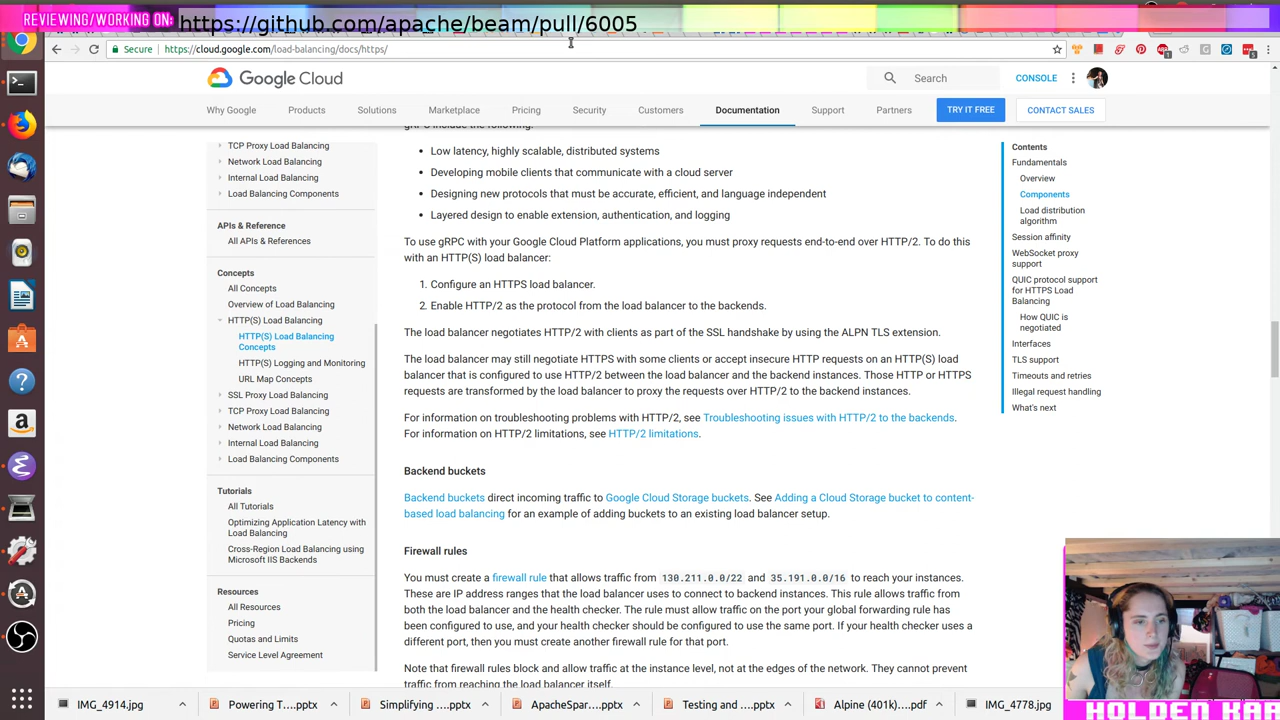 REVIEWING/WORKING ON: https://github.com/apache/beam/pull/6005
Secure https://cloud.google.com/load-balancing/docs/https/
Google Cloud Search CONSOLE
Why Google Products Solutions Marketplace Pricing Security Customers Documentation Support Partners TRY IT FREE CONTACT SALES
TCP Proxy Load Balancing
Network Load Balancing
Internal Load Balancing
Load Balancing Components
APIs & Reference
All APIs & References
Concepts
All Concepts
Overview of Load Balancing
HTTP(S) Load Balancing
HTTP(S) Load Balancing
Concepts
HTTP(S) Logging and Monitoring
URL Map Concepts
SSL Proxy Load Balancing
TCP Proxy Load Balancing
Network Load Balancing
Internal Load Balancing
Load Balancing Components
Tutorials
All Tutorials
Optimizing Application Latency with
Load Balancing
Cross-Region Load Balancing using
Microsoft IIS Backends
Resources
All Resources
Pricing
Quotas and Limits
Service Level Agreement
gRPC include the following:
• Low latency, highly scalable, distributed systems
• Developing mobile clients that communicate with a cloud server
• Designing new protocols that must be accurate, efficient, and language independent
• Layered design to enable extension, authentication, and logging
To use gRPC with your Google Cloud Platform applications, you must proxy requests end-to-end over HTTP/2. To do this
with an HTTP(S) load balancer:
1. Configure an HTTPS load balancer.
2. Enable HTTP/2 as the protocol from the load balancer to the backends.
The load balancer negotiates HTTP/2 with clients as part of the SSL handshake by using the ALPN TLS extension.
The load balancer may still negotiate HTTPS with some clients or accept insecure HTTP requests on an HTTP(S) load
balancer that is configured to use HTTP/2 between the load balancer and the backend instances. Those HTTP or HTTPS
requests are transformed by the load balancer to proxy the requests over HTTP/2 to the backend instances.
For information on troubleshooting problems with HTTP/2, see Troubleshooting issues with HTTP/2 to the backends.
For information on HTTP/2 limitations, see HTTP/2 limitations.
Backend buckets
Backend buckets direct incoming traffic to Google Cloud Storage buckets. See Adding a Cloud Storage bucket to content-
based load balancing for an example of adding buckets to an existing load balancer setup.
Firewall rules
You must create a firewall rule that allows traffic from 130.211.0.0/22 and 35.191.0.0/16 to reach your instances.
These are IP address ranges that the load balancer uses to connect to backend instances. This rule allows traffic from
both the load balancer and the health checker. The rule must allow traffic on the port your global forwarding rule has
been configured to use, and your health checker should be configured to use the same port. If your health checker uses a
different port, then you must create another firewall rule for that port.
Note that firewall rules block and allow traffic at the instance level, not at the edges of the network. They cannot prevent
traffic from reaching the load balancer itself.
Contents
Fundamentals
Overview
Components
Load distribution
algorithm
Session affinity
WebSocket proxy
support
QUIC protocol support
for HTTPS Load
Balancing
How QUIC is
negotiated
Interfaces
TLS support
Timeouts and retries
Illegal request handling
What's next
IMG_4914.jpg Powering T....pptx Simplifying ....pptx ApacheSpar....pptx Testing and ....pptx Alpine (401k)....pdf IMG_4778.jpg
HOLDEN KAR